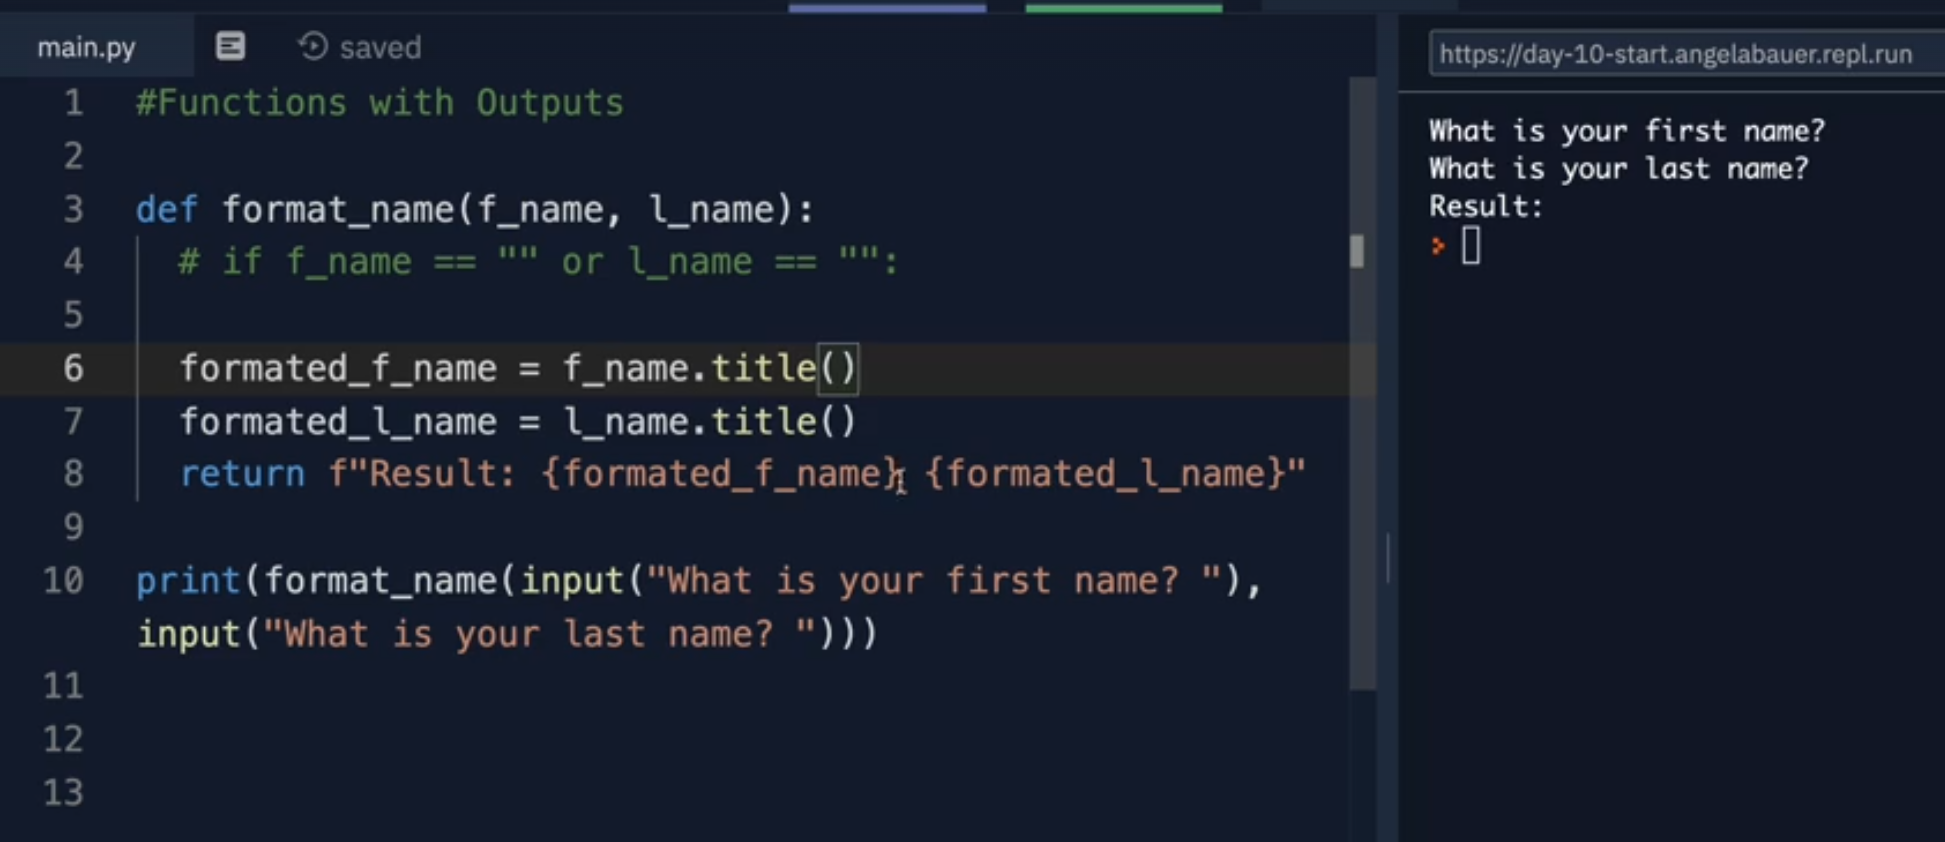 main.py saved
https://day-10-start.angelabauer.repl.run
1 #Functions with Outputs
2
3 def format_name(f_name, l_name):
4 # if f_name == "" or l_name == "":
5
6 formated_f_name = f_name.title()
7 formated_l_name = l_name.title()
8 return f"Result: {formated_f_name} {formated_l_name}"
9
10 print(format_name(input("What is your first name? "),
input("What is your last name? ")))
11
12
13
What is your first name?
What is your last name?
Result: